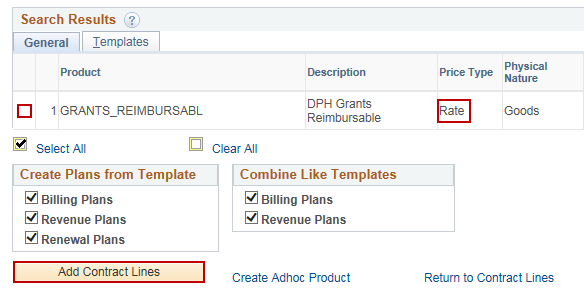 Search Results ?
General Templates
Product Description Price Type Physical Nature
1 GRANTS_REIMBURSABL DPH Grants Reimbursable Rate Goods
Select All Clear All
Create Plans from Template
Billing Plans
Revenue Plans
Renewal Plans
Combine Like Templates
Billing Plans
Revenue Plans
Add Contract Lines Create Adhoc Product Return to Contract Lines